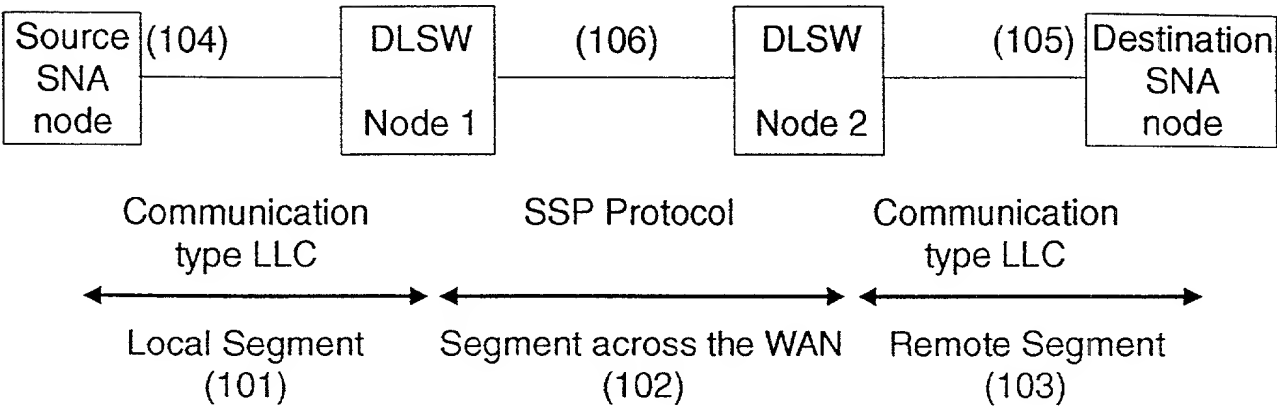 Source
SNA
node
(104)
DLSW
Node 1
(106)
DLSW
Node 2
(105)
Destination
SNA
node
Communication
type LLC
SSP Protocol
Communication
type LLC
Local Segment
(101)
Segment across the WAN
(102)
Remote Segment
(103)